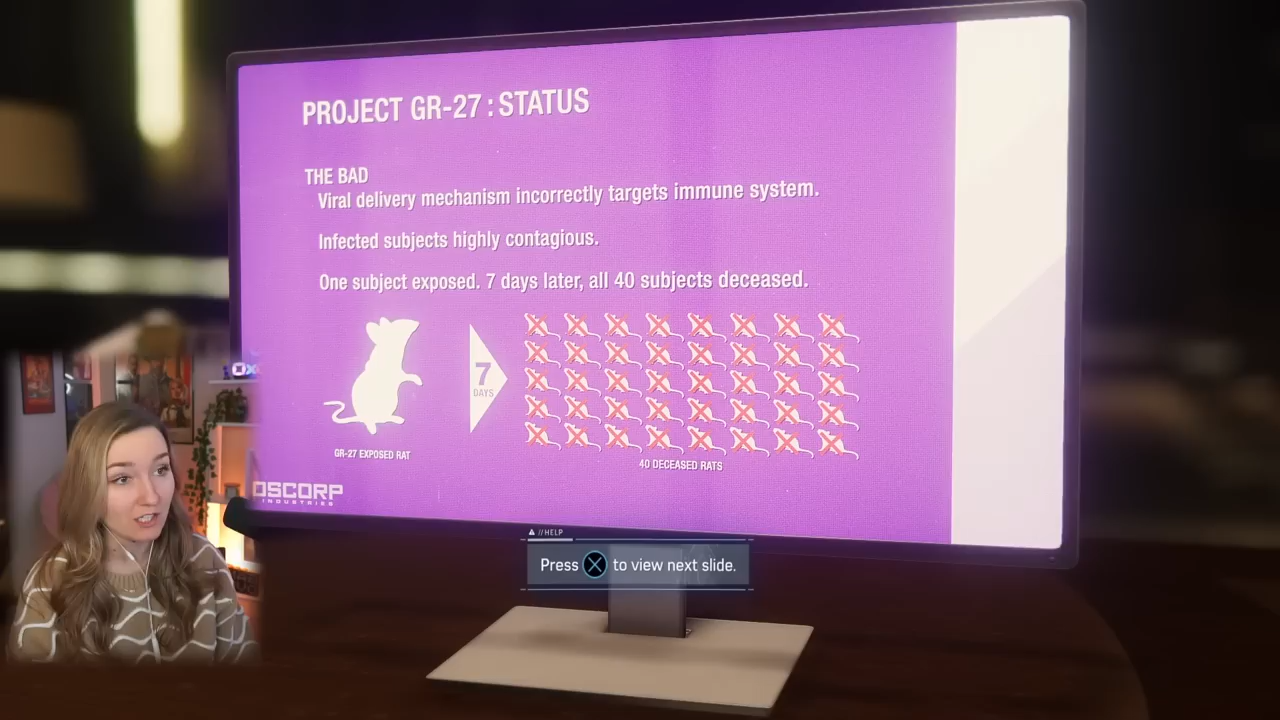 PROJECT GR-27 : STATUS
THE BAD
Viral delivery mechanism incorrectly targets immune system.
Infected subjects highly contagious.
One subject exposed. 7 days later, all 40 subjects deceased.
7
DAYS
GR-27 EXPOSED RAT
40 DECEASED RATS
OSCORP
INDUSTRIES
//HELP
Press X to view next slide.